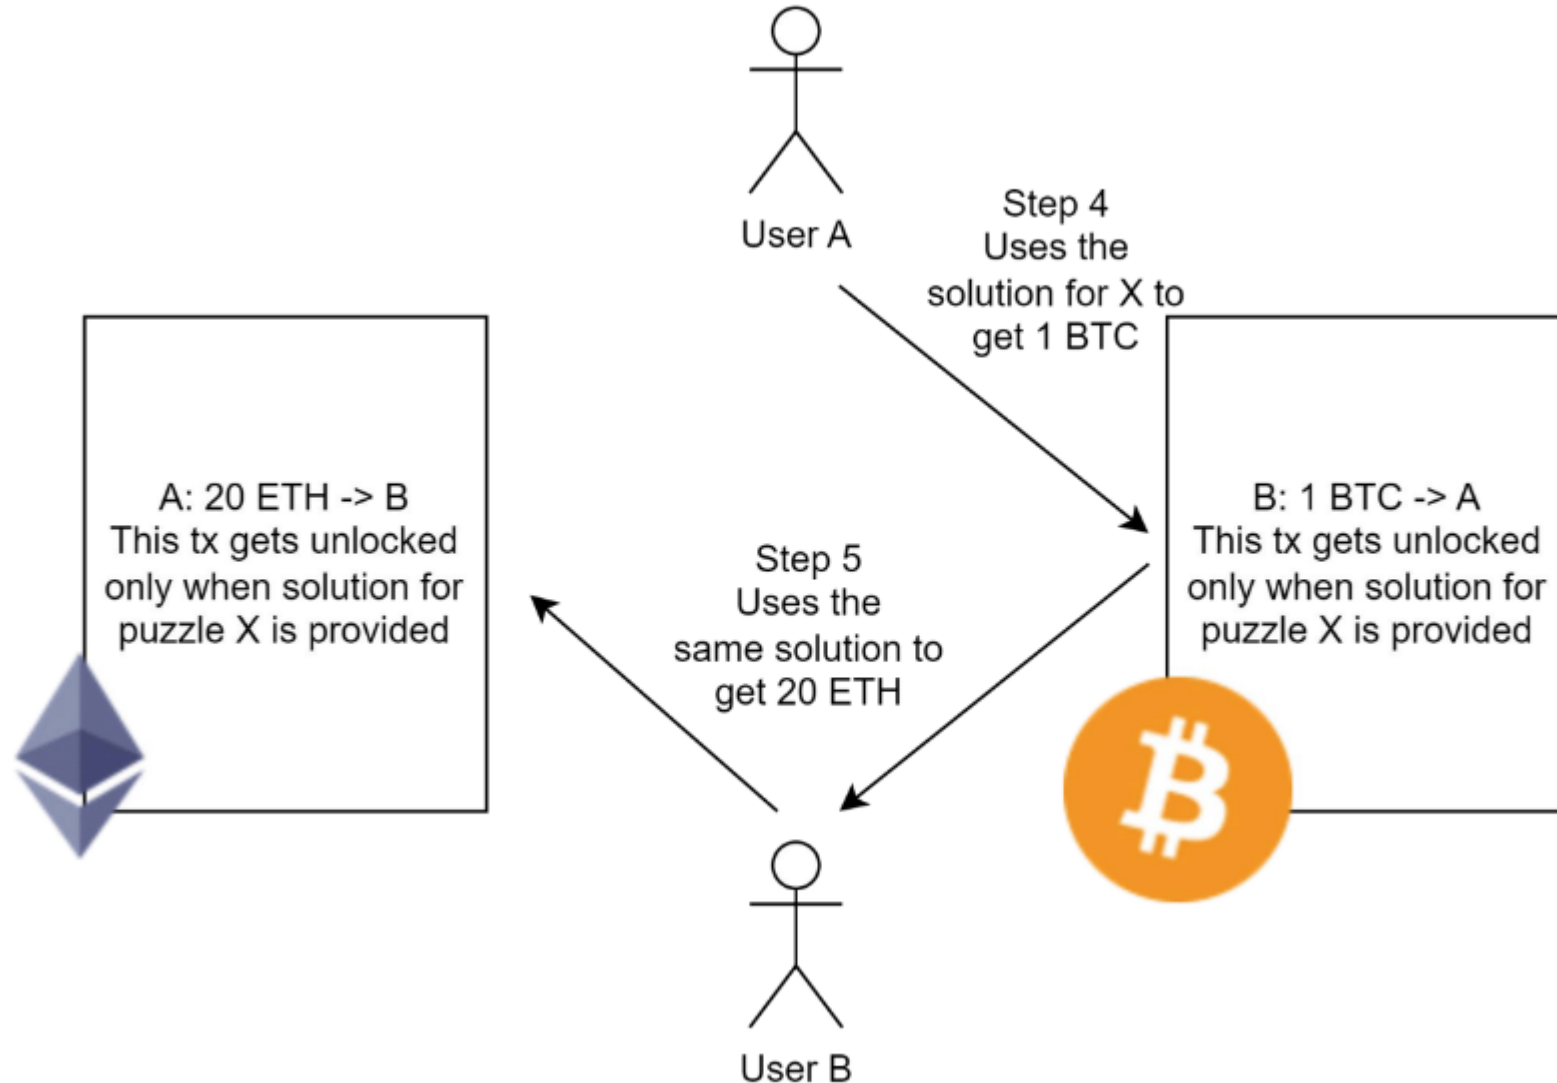 User A
Step 4
Uses the
solution for X to
get 1 BTC
A: 20 ETH -> B
This tx gets unlocked
only when solution for
puzzle X is provided
Step 5
Uses the
same solution to
get 20 ETH
B: 1 BTC -> A
This tx gets unlocked
only when solution for
puzzle X is provided
User B